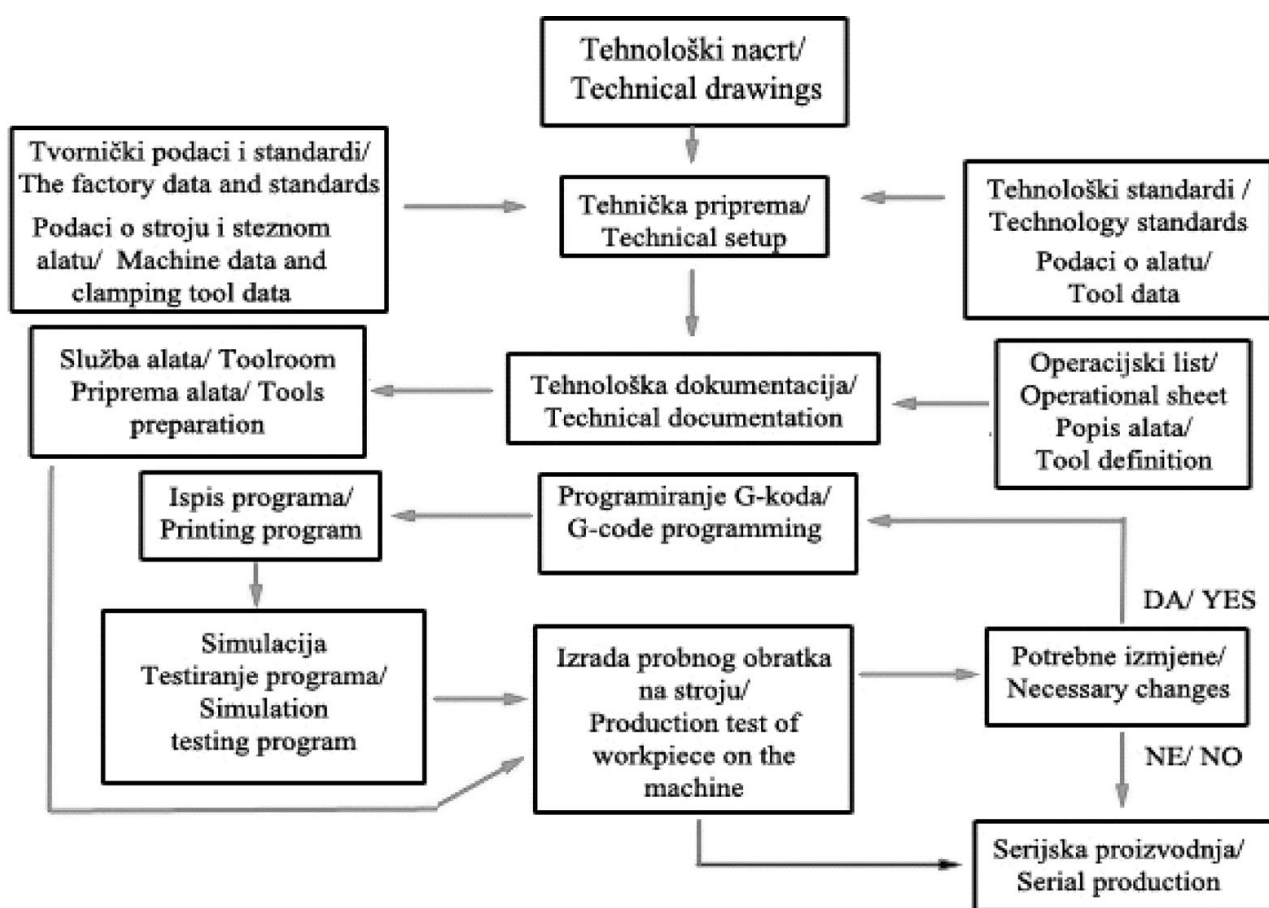 Tehnološki nacrt/
Technical drawings
Tvornički podaci i standardi/
The factory data and standards
Podaci o stroju i steznom
alatu/ Machine data and
clamping tool data
Tehnička priprema/
Technical setup
Tehnološki standardi /
Technology standards
Podaci o alatu/
Tool data
Služba alata/ Toolroom
Priprema alata/ Tools
preparation
Tehnološka dokumentacija/
Technical documentation
Operacijski list/
Operational sheet
Popis alata/
Tool definition
Ispis programa/
Printing program
Programiranje G-koda/
G-code programming
DA/ YES
Simulacija
Testiranje programa/
Simulation
testing program
Izrada probnog obratka
na stroju/
Production test of
workpiece on the
machine
Potrebne izmjene/
Necessary changes
NE/ NO
Serijska proizvodnja/
Serial production